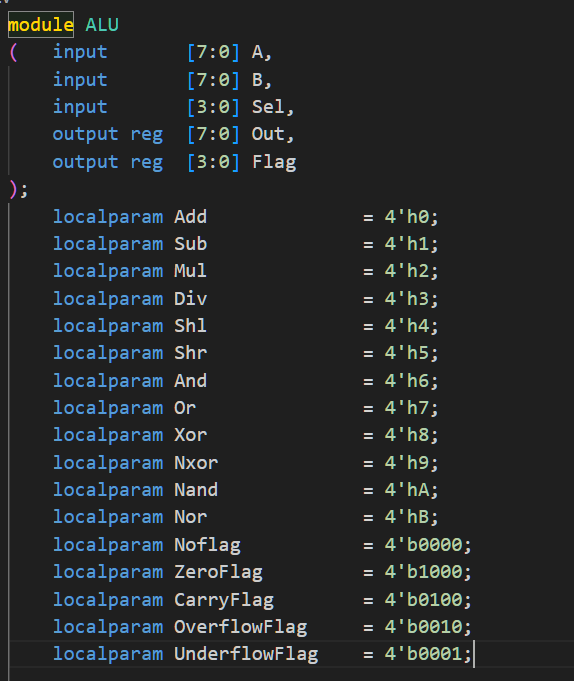 module ALU
(   input       [7:0] A,
    input       [7:0] B,
    input       [3:0] Sel,
    output reg  [7:0] Out,
    output reg  [3:0] Flag
);
    localparam Add              = 4'h0;
    localparam Sub              = 4'h1;
    localparam Mul              = 4'h2;
    localparam Div              = 4'h3;
    localparam Shl              = 4'h4;
    localparam Shr              = 4'h5;
    localparam And              = 4'h6;
    localparam Or               = 4'h7;
    localparam Xor              = 4'h8;
    localparam Nxor             = 4'h9;
    localparam Nand             = 4'hA;
    localparam Nor              = 4'hB;
    localparam Noflag           = 4'b0000;
    localparam ZeroFlag         = 4'b1000;
    localparam CarryFlag        = 4'b0100;
    localparam OverflowFlag     = 4'b0010;
    localparam UnderflowFlag    = 4'b0001;